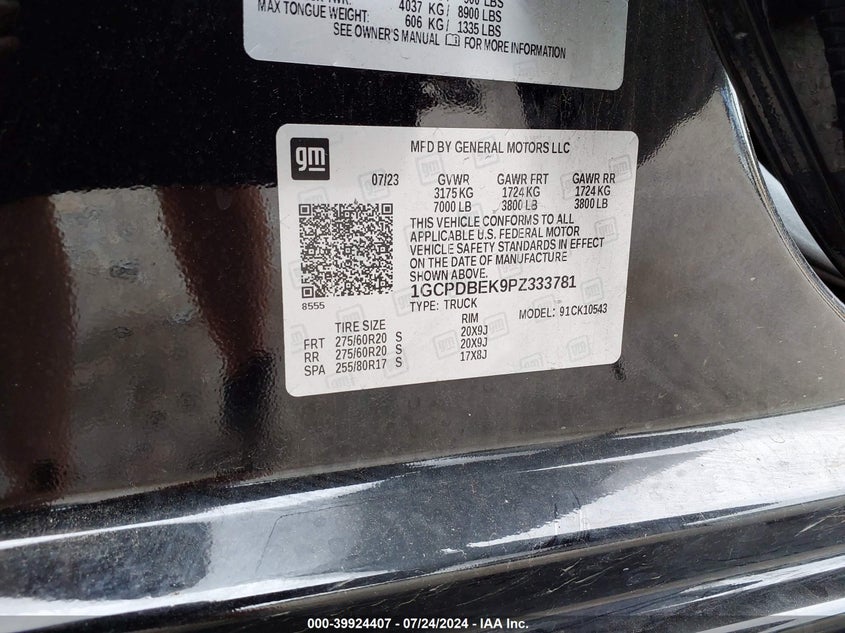 4037 KG / 8900 LBS
MAX TONGUE WEIGHT: 606 KG / 1335 LBS
SEE OWNER'S MANUAL FOR MORE INFORMATION
gm
MFD BY GENERAL MOTORS LLC
07/23 GVWR GAWR FRT GAWR RR
3175 KG 1724 KG 1724 KG
7000 LB 3800 LB 3800 LB
THIS VEHICLE CONFORMS TO ALL
APPLICABLE U.S. FEDERAL MOTOR
VEHICLE SAFETY STANDARDS IN EFFECT
ON THE DATE OF MANUFACTURE
SHOWN ABOVE.
8555
1GCPDBEK9PZ333781
TYPE: TRUCK MODEL: 91CK10543
TIRE SIZE RIM
FRT 275/60R20 S 20X9J
RR 275/60R20 S 20X9J
SPA 255/80R17 S 17X8J
000-39924407 - 07/24/2024 - IAAI.com